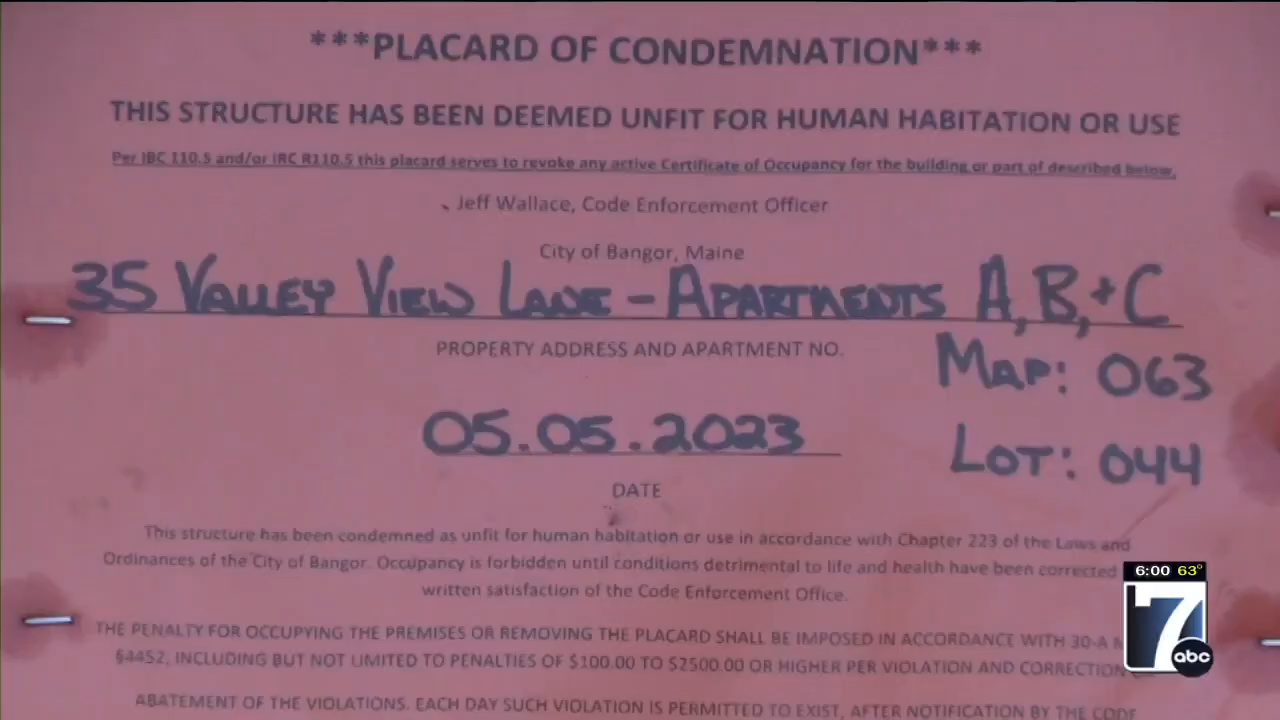 ***PLACARD OF CONDEMNATION***
THIS STRUCTURE HAS BEEN DEEMED UNFIT FOR HUMAN HABITATION OR USE
Per IBC 110.5 and/or IRC R110.5 this placard serves to revoke any active Certificate of Occupancy for the building or part of described below.
Jeff Wallace, Code Enforcement Officer
City of Bangor, Maine
35 VALLEY VIEW LANE - APARTMENTS A, B, + C
PROPERTY ADDRESS AND APARTMENT NO.
MAP: 063
05.05.2023
LOT: 044
DATE
This structure has been condemned as unfit for human habitation or use in accordance with Chapter 223 of the Laws and
Ordinances of the City of Bangor. Occupancy is forbidden until conditions detrimental to life and health have been corrected
written satisfaction of the Code Enforcement Office.
THE PENALTY FOR OCCUPYING THE PREMISES OR REMOVING THE PLACARD SHALL BE IMPOSED IN ACCORDANCE WITH 30-A
§4452, INCLUDING BUT NOT LIMITED TO PENALTIES OF $100.00 TO $2500.00 OR HIGHER PER VIOLATION AND CORRECTION
ABATEMENT OF THE VIOLATIONS. EACH DAY SUCH VIOLATION IS PERMITTED TO EXIST, AFTER NOTIFICATION BY THE CODE
6:00 63°
7
abc